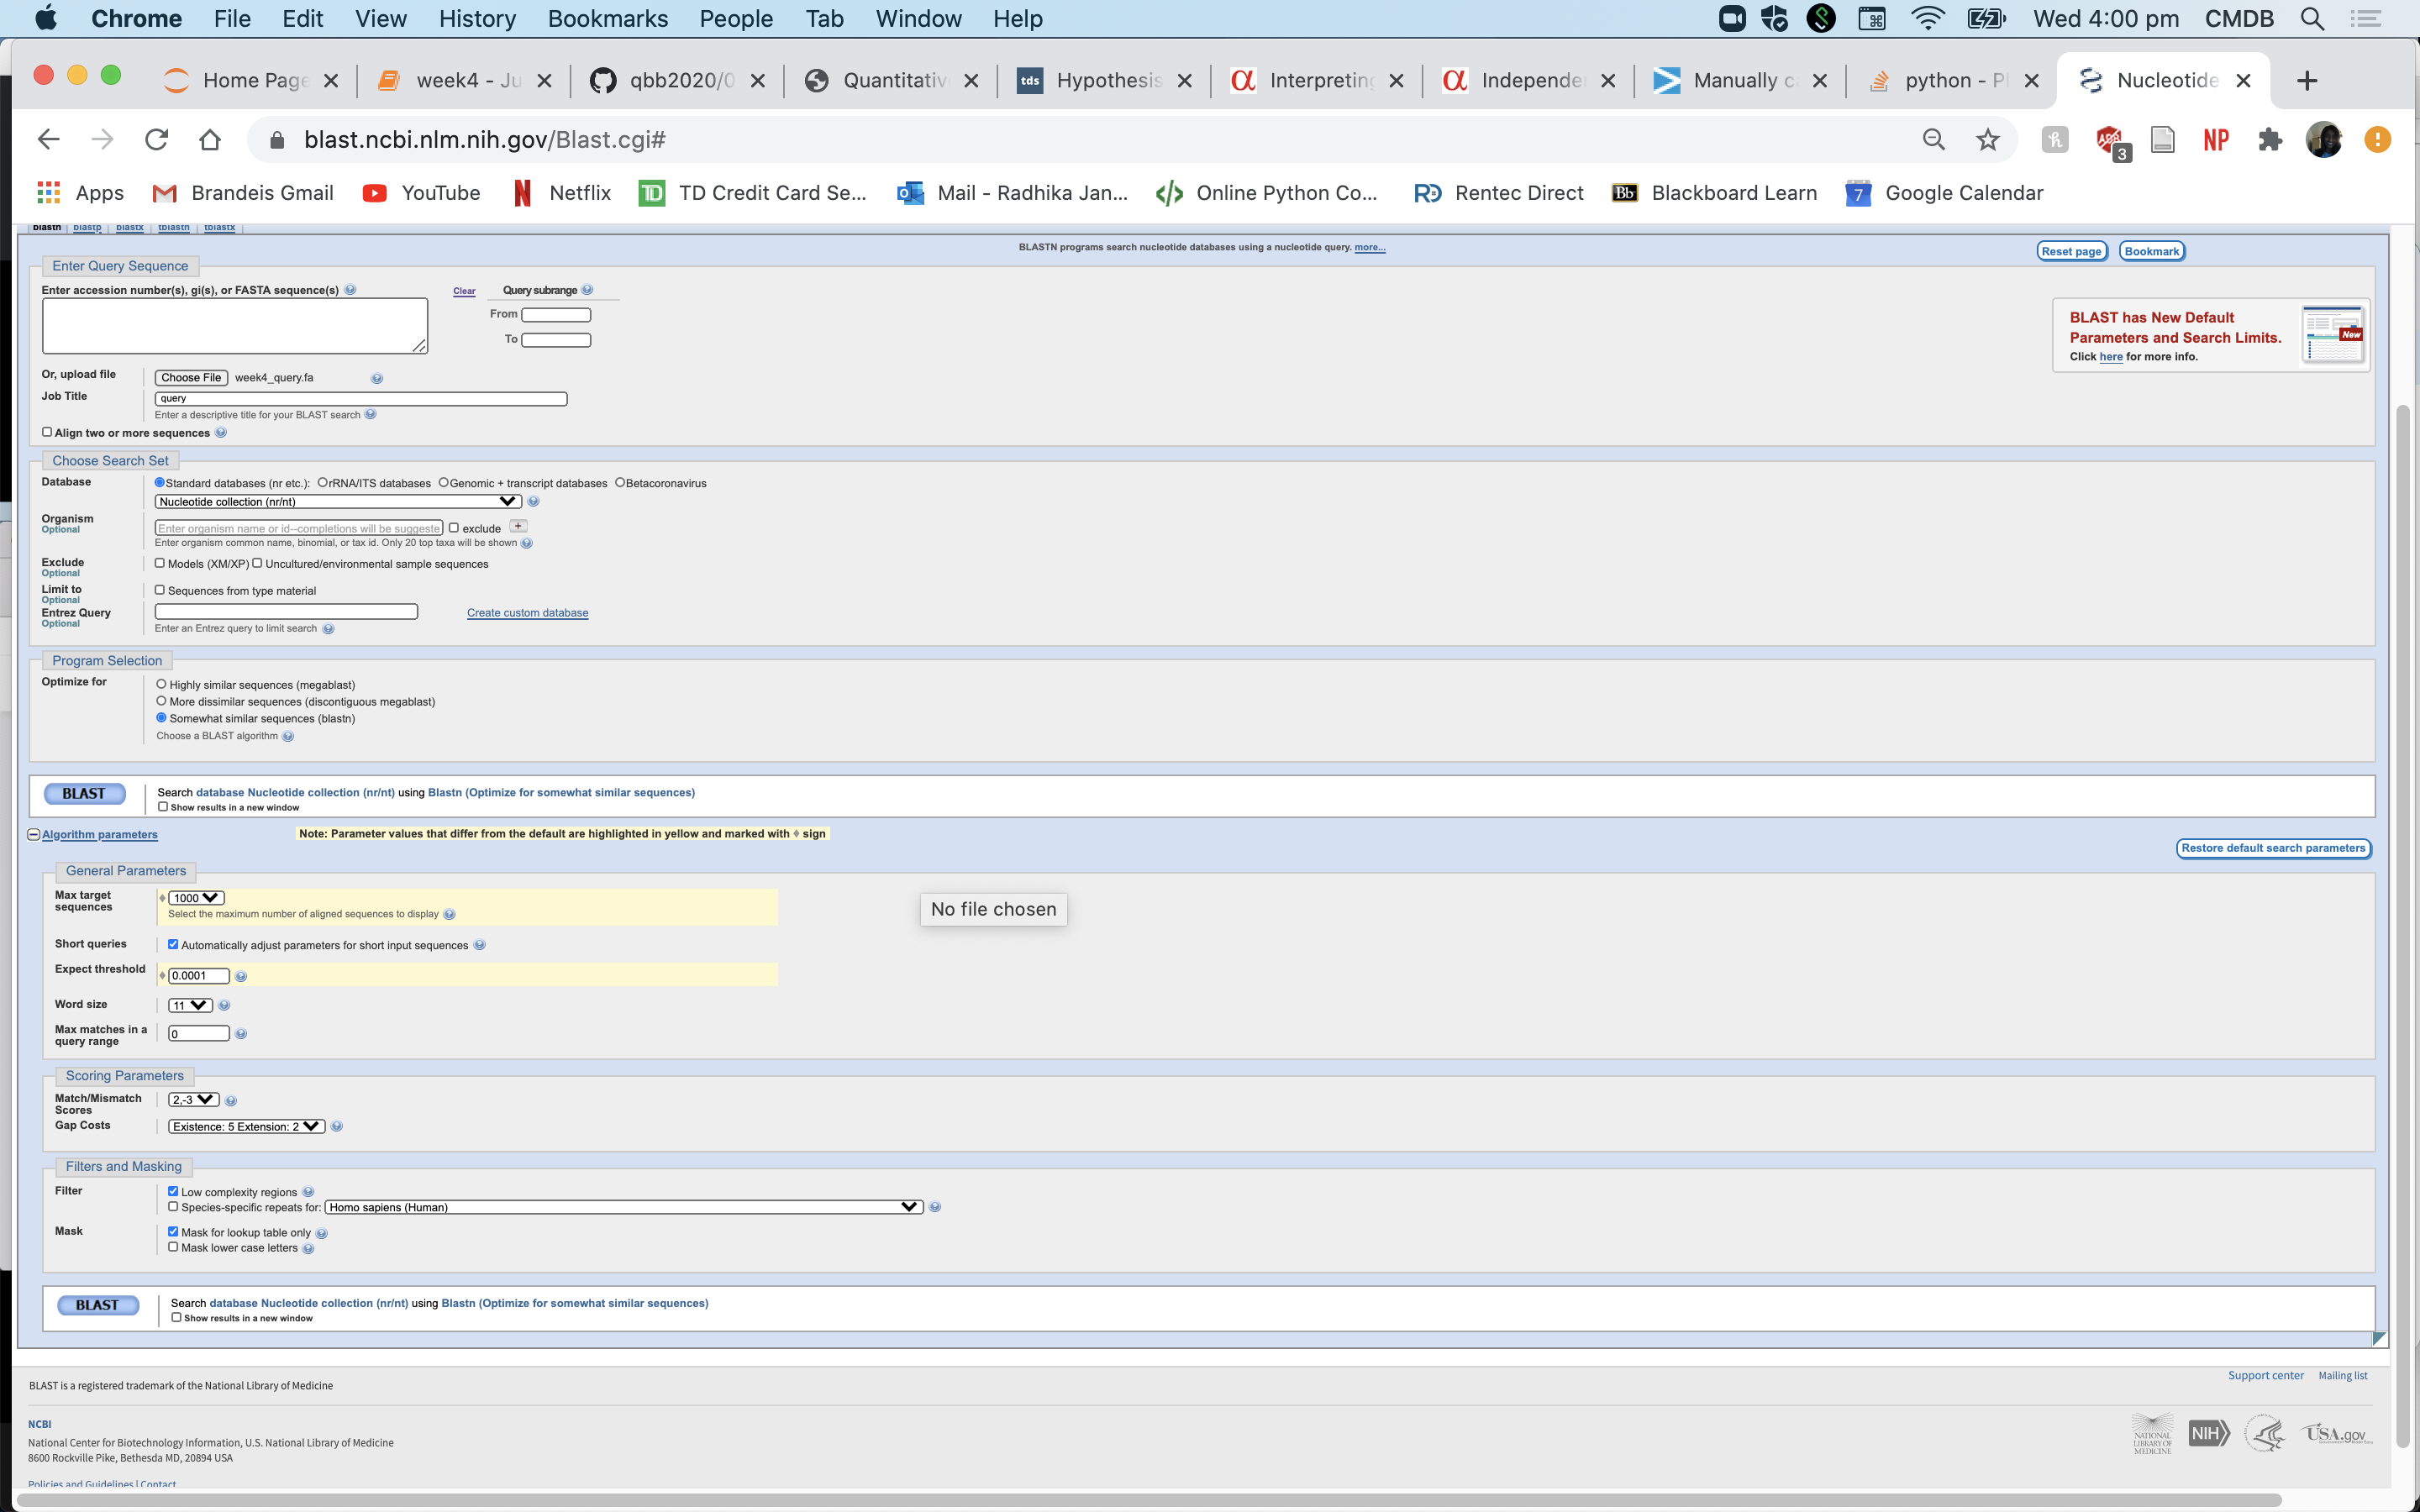 Chrome File Edit View History Bookmarks People Tab Window Help Wed 4:00 pm CMDB
Home Page week4 - Ju qbb2020/0 Quantitativ tds Hypothesis Interpreting Independe Manually c python - Pl Nucleotide
blast.ncbi.nlm.nih.gov/Blast.cgi# 3 NP
Apps Brandeis Gmail YouTube Netflix TD TD Credit Card Se... Mail - Radhika Jan... Online Python Co... Rentec Direct Bb Blackboard Learn 7 Google Calendar
blastn blastp blastx tblastn tblastx
BLASTN programs search nucleotide databases using a nucleotide query. more... Reset page Bookmark
Enter Query Sequence
Enter accession number(s), gi(s), or FASTA sequence(s) Clear Query subrange
From
To
BLAST has New Default
Parameters and Search Limits.
Click here for more info.
New
Or, upload file Choose File week4_query.fa
Job Title query
Enter a descriptive title for your BLAST search
Align two or more sequences
Choose Search Set
Database Standard databases (nr etc.): rRNA/ITS databases Genomic + transcript databases Betacoronavirus
Nucleotide collection (nr/nt)
Organism
Optional
Enter organism name or id--completions will be suggeste exclude +
Enter organism common name, binomial, or tax id. Only 20 top taxa will be shown
Exclude
Optional
Models (XM/XP) Uncultured/environmental sample sequences
Limit to
Optional
Sequences from type material
Entrez Query
Optional
Create custom database
Enter an Entrez query to limit search
Program Selection
Optimize for
Highly similar sequences (megablast)
More dissimilar sequences (discontiguous megablast)
Somewhat similar sequences (blastn)
Choose a BLAST algorithm
BLAST Search database Nucleotide collection (nr/nt) using Blastn (Optimize for somewhat similar sequences)
Show results in a new window
Algorithm parameters Note: Parameter values that differ from the default are highlighted in yellow and marked with ♦ sign
Restore default search parameters
General Parameters
Max target
sequences
1000
Select the maximum number of aligned sequences to display
No file chosen
Short queries Automatically adjust parameters for short input sequences
Expect threshold 0.0001
Word size 11
Max matches in a
query range
0
Scoring Parameters
Match/Mismatch
Scores
2,-3
Gap Costs Existence: 5 Extension: 2
Filters and Masking
Filter Low complexity regions
Species-specific repeats for: Homo sapiens (Human)
Mask Mask for lookup table only
Mask lower case letters
BLAST Search database Nucleotide collection (nr/nt) using Blastn (Optimize for somewhat similar sequences)
Show results in a new window
BLAST is a registered trademark of the National Library of Medicine Support center Mailing list
NCBI
National Center for Biotechnology Information, U.S. National Library of Medicine
8600 Rockville Pike, Bethesda MD, 20894 USA
NATIONAL
LIBRARY OF
MEDICINE
NIH
USA.gov
Policies and Guidelines | Contact